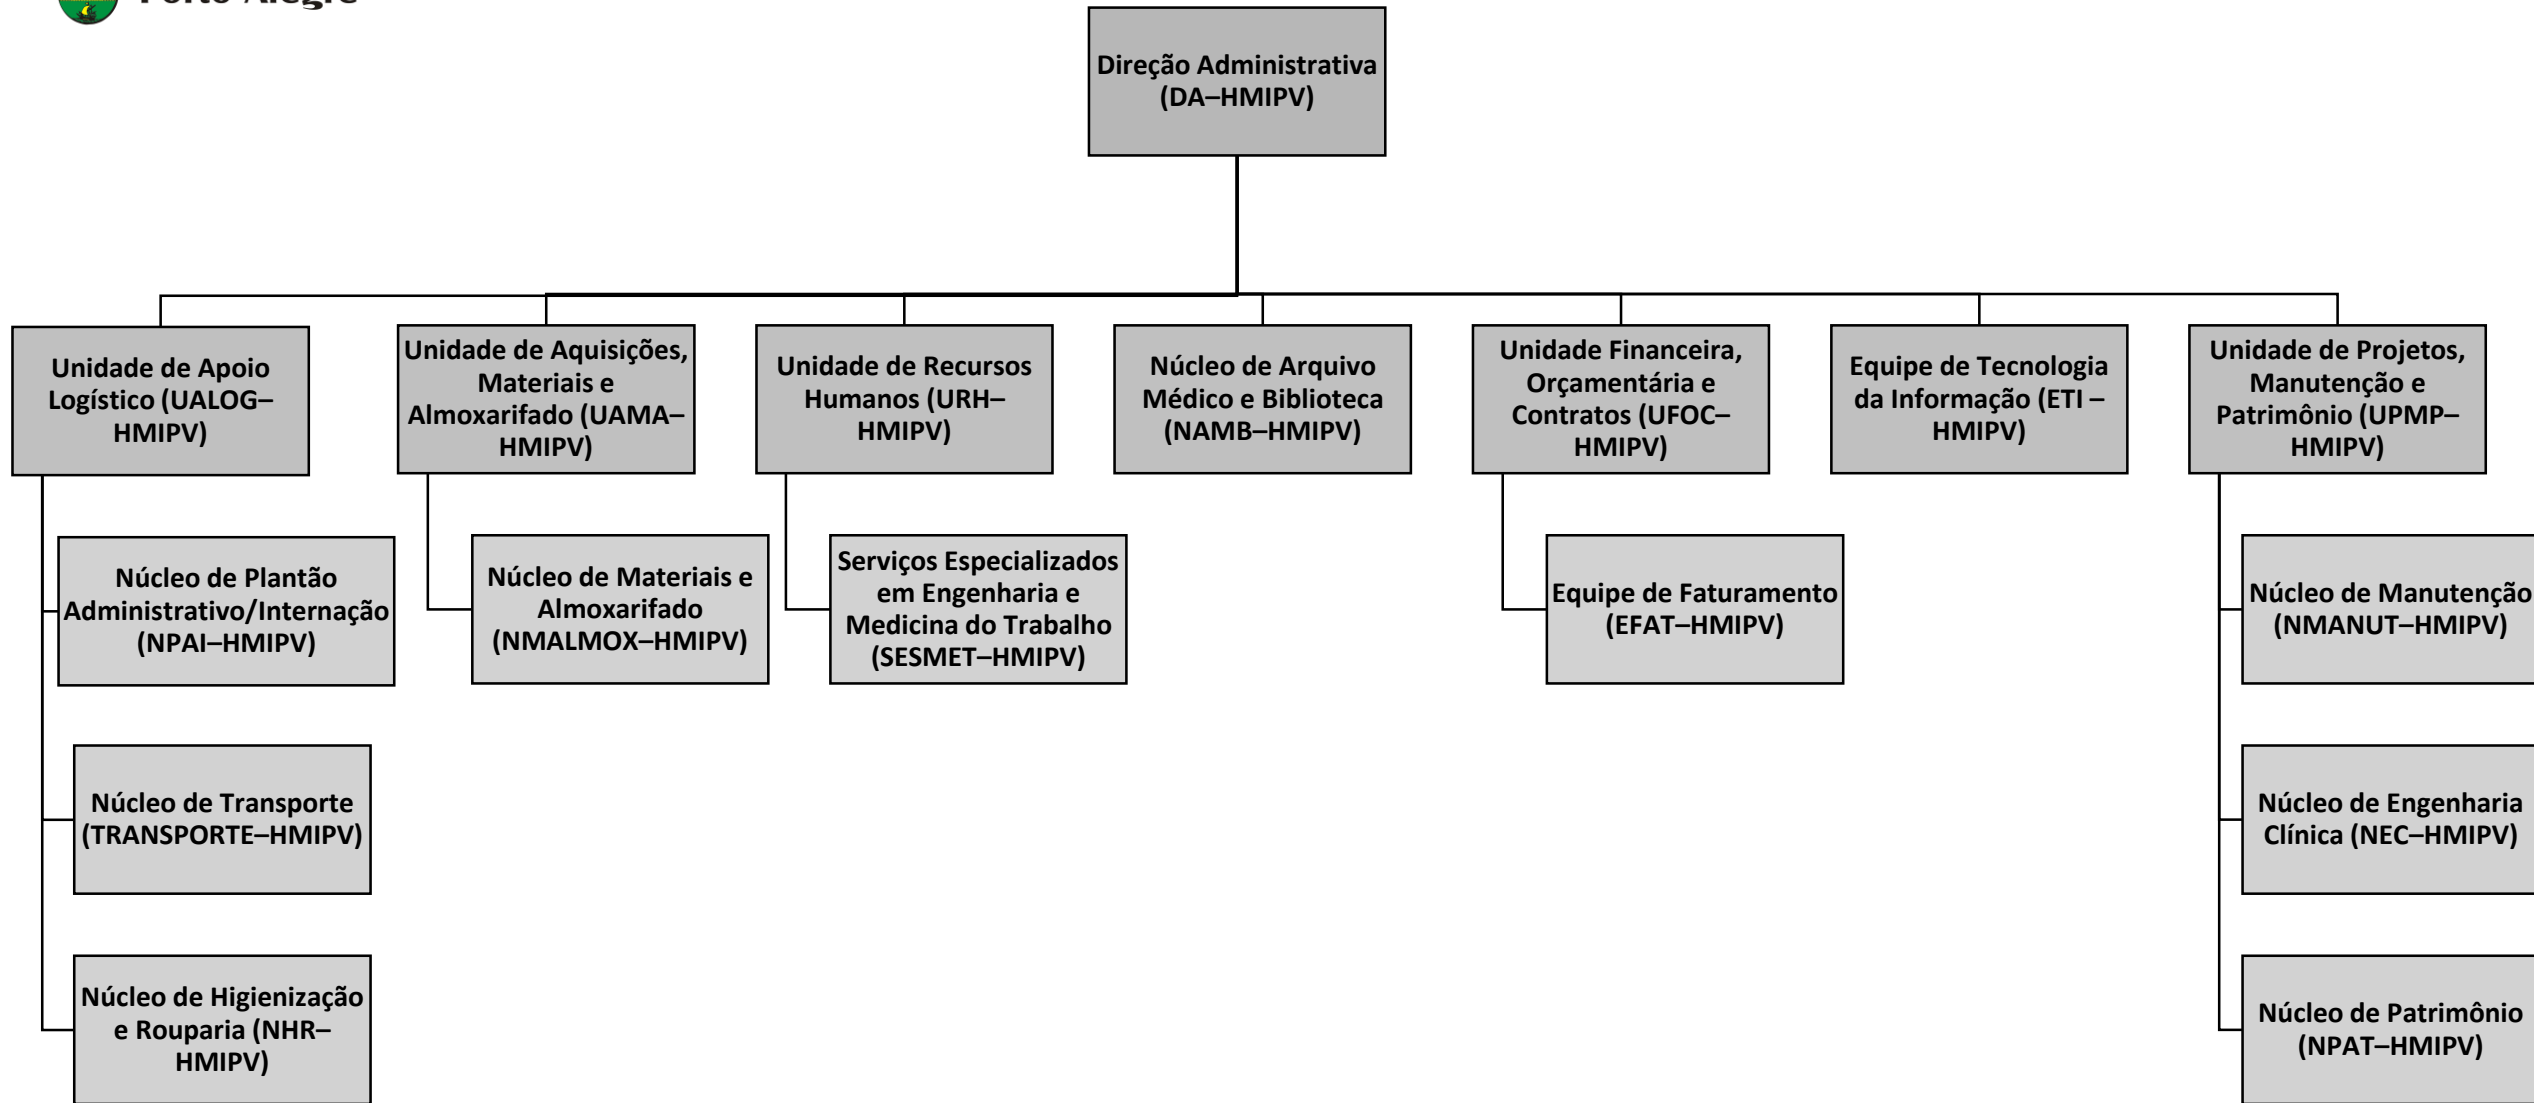 Porto Alegre
Direção Administrativa
(DA–HMIPV)
Unidade de Apoio
Logístico (UALOG–
HMIPV)
Unidade de Aquisições,
Materiais e
Almoxarifado (UAMA–
HMIPV)
Unidade de Recursos
Humanos (URH–
HMIPV)
Núcleo de Arquivo
Médico e Biblioteca
(NAMB–HMIPV)
Unidade Financeira,
Orçamentária e
Contratos (UFOC–
HMIPV)
Equipe de Tecnologia
da Informação (ETI –
HMIPV)
Unidade de Projetos,
Manutenção e
Patrimônio (UPMP–
HMIPV)
Núcleo de Plantão
Administrativo/Internação
(NPAI–HMIPV)
Núcleo de Materiais e
Almoxarifado
(NMALMOX–HMIPV)
Serviços Especializados
em Engenharia e
Medicina do Trabalho
(SESMET–HMIPV)
Equipe de Faturamento
(EFAT–HMIPV)
Núcleo de Manutenção
(NMANUT–HMIPV)
Núcleo de Transporte
(TRANSPORTE–HMIPV)
Núcleo de Engenharia
Clínica (NEC–HMIPV)
Núcleo de Higienização
e Rouparia (NHR–
HMIPV)
Núcleo de Patrimônio
(NPAT–HMIPV)